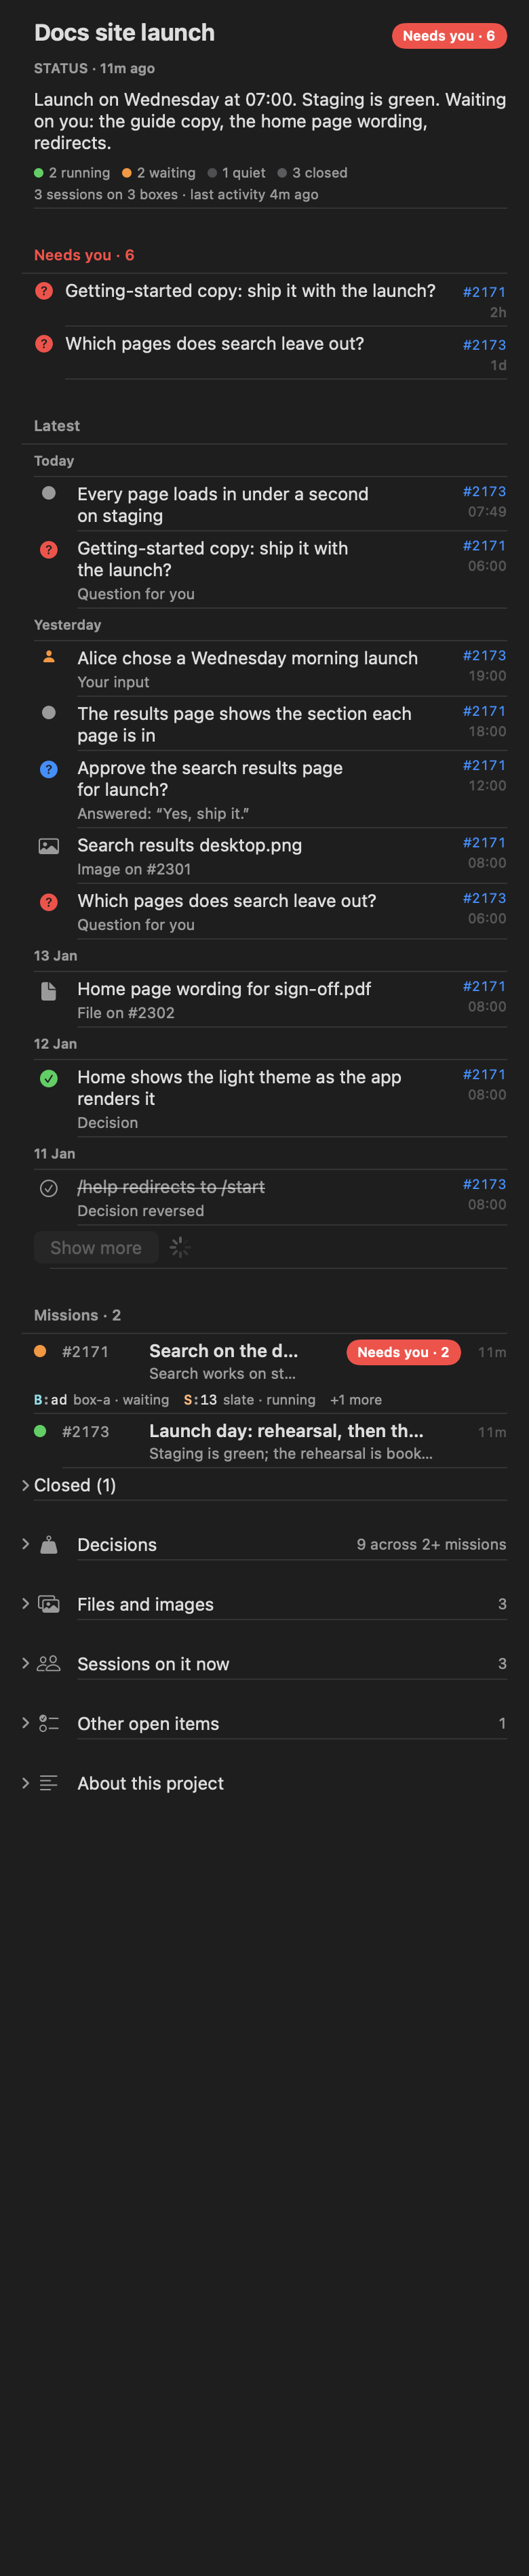 Docs site launch
Needs you · 6
STATUS · 11m ago
Launch on Wednesday at 07:00. Staging is green. Waiting
on you: the guide copy, the home page wording,
redirects.
2 running 2 waiting 1 quiet 3 closed
3 sessions on 3 boxes · last activity 4m ago
Needs you · 6
Getting-started copy: ship it with the launch? #2171
2h
Which pages does search leave out? #2173
1d
Latest
Today
Every page loads in under a second #2173
on staging 07:49
Getting-started copy: ship it with #2171
the launch? 06:00
Question for you
Yesterday
Alice chose a Wednesday morning launch #2173
Your input 19:00
The results page shows the section each #2171
page is in 18:00
Approve the search results page #2171
for launch? 12:00
Answered: “Yes, ship it.”
Search results desktop.png #2171
Image on #2301 08:00
Which pages does search leave out? #2173
Question for you 06:00
13 Jan
Home page wording for sign-off.pdf #2171
File on #2302 08:00
12 Jan
Home shows the light theme as the app #2171
renders it 08:00
Decision
11 Jan
/help redirects to /start #2173
Decision reversed 08:00
Show more
Missions · 2
#2171 Search on the d... Needs you · 2 11m
Search works on st...
B:ad box-a · waiting S:13 slate · running +1 more
#2173 Launch day: rehearsal, then th... 11m
Staging is green; the rehearsal is book...
Closed (1)
Decisions 9 across 2+ missions
Files and images 3
Sessions on it now 3
Other open items 1
About this project